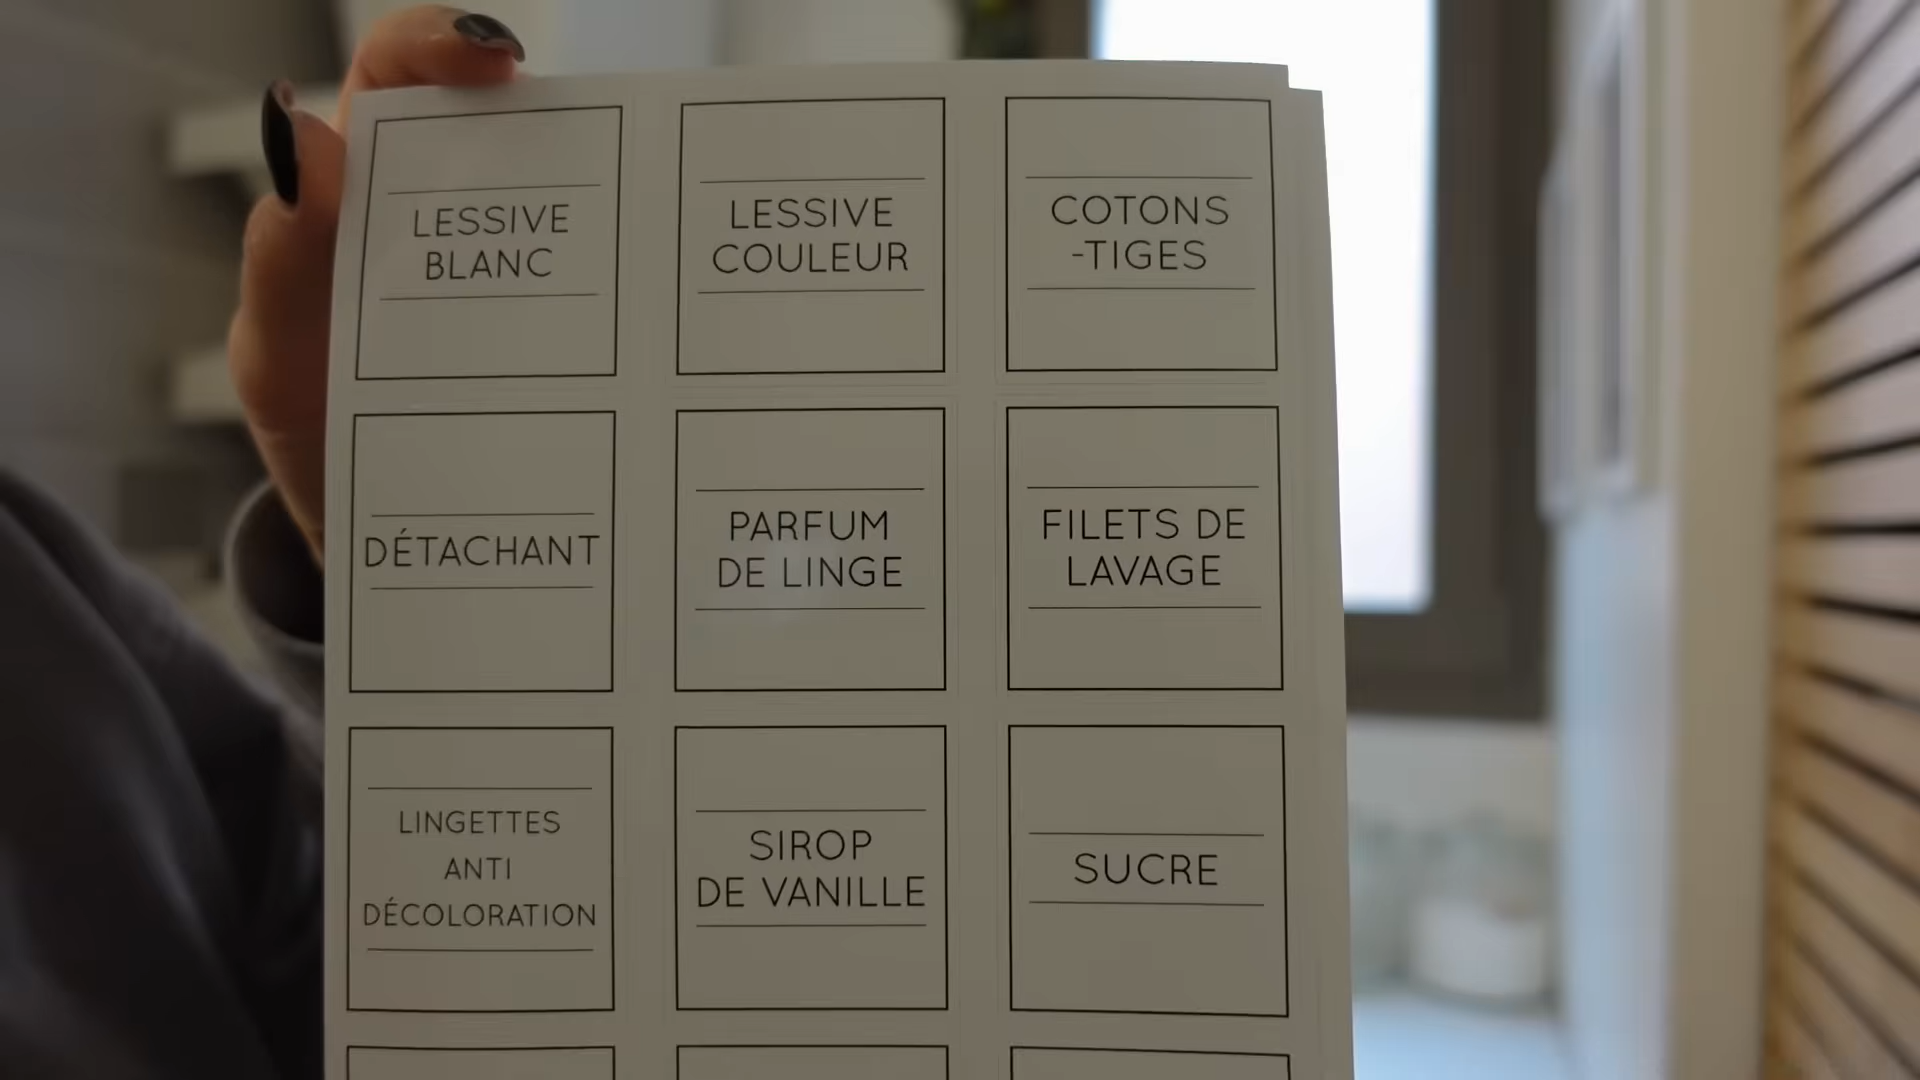 LESSIVE
BLANC
LESSIVE
COULEUR
COTONS
-TIGES
DÉTACHANT
PARFUM
DE LINGE
FILETS DE
LAVAGE
LINGETTES
ANTI
DÉCOLORATION
SIROP
DE VANILLE
SUCRE